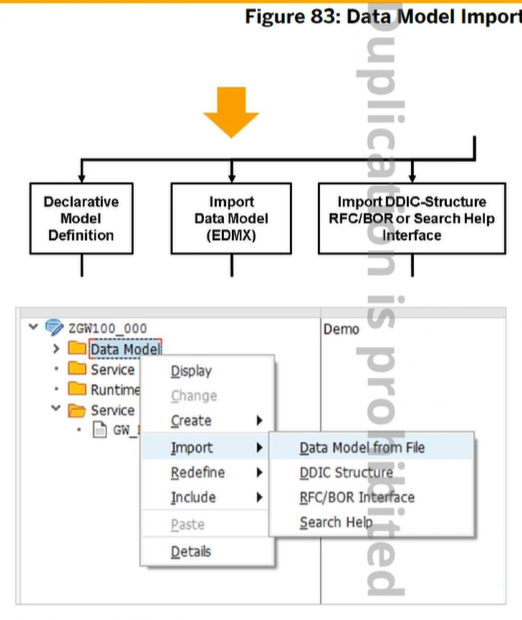 Figure 83: Data Model Import
Declarative
Model
Definition
Import
Data Model
(EDMX)
Import DDIC-Structure
RFC/BOR or Search Help
Interface
ZGW100_000
Demo
Data Model
Service
Runtime
Service
GW_
Display
Change
Create
Import
Redefine
Include
Paste
Details
Data Model from File
DDIC Structure
RFC/BOR Interface
Search Help
Duplication is prohibited